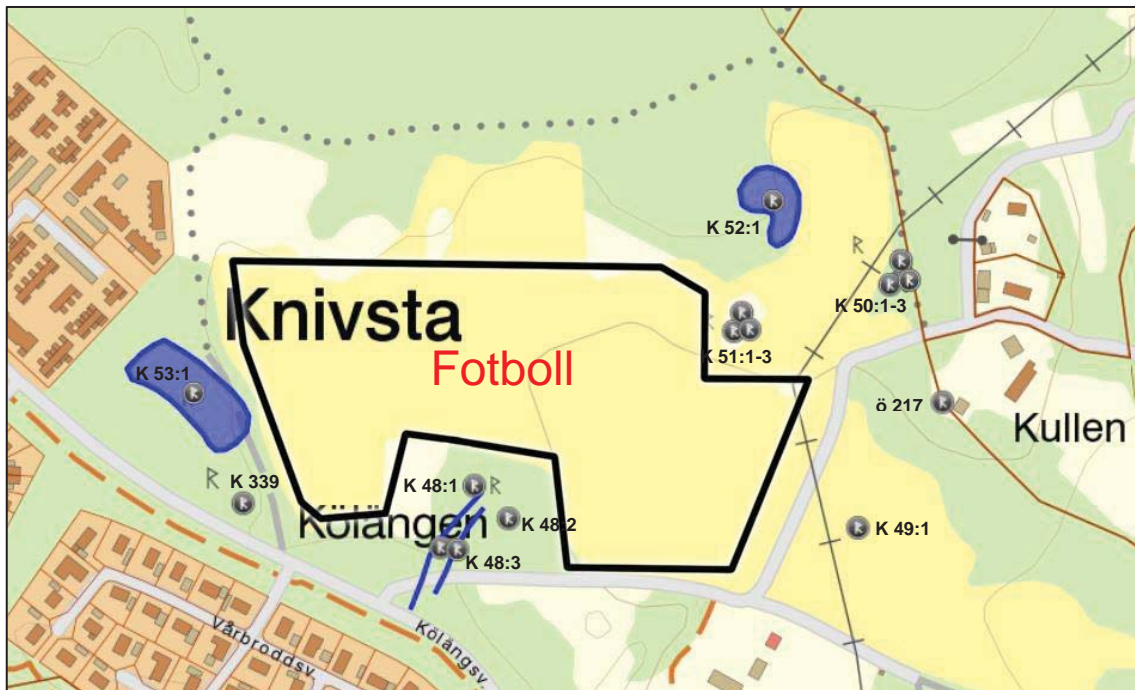 K 52:1
K 50:1-3
Knivsta
K 51:1-3
Fotboll
K 53:1
ö 217
Kullen
K 339
K 48:1
Kölängen
K 48:2
K 49:1
K 48:3
Vårbroddsv.
Kölängsv.